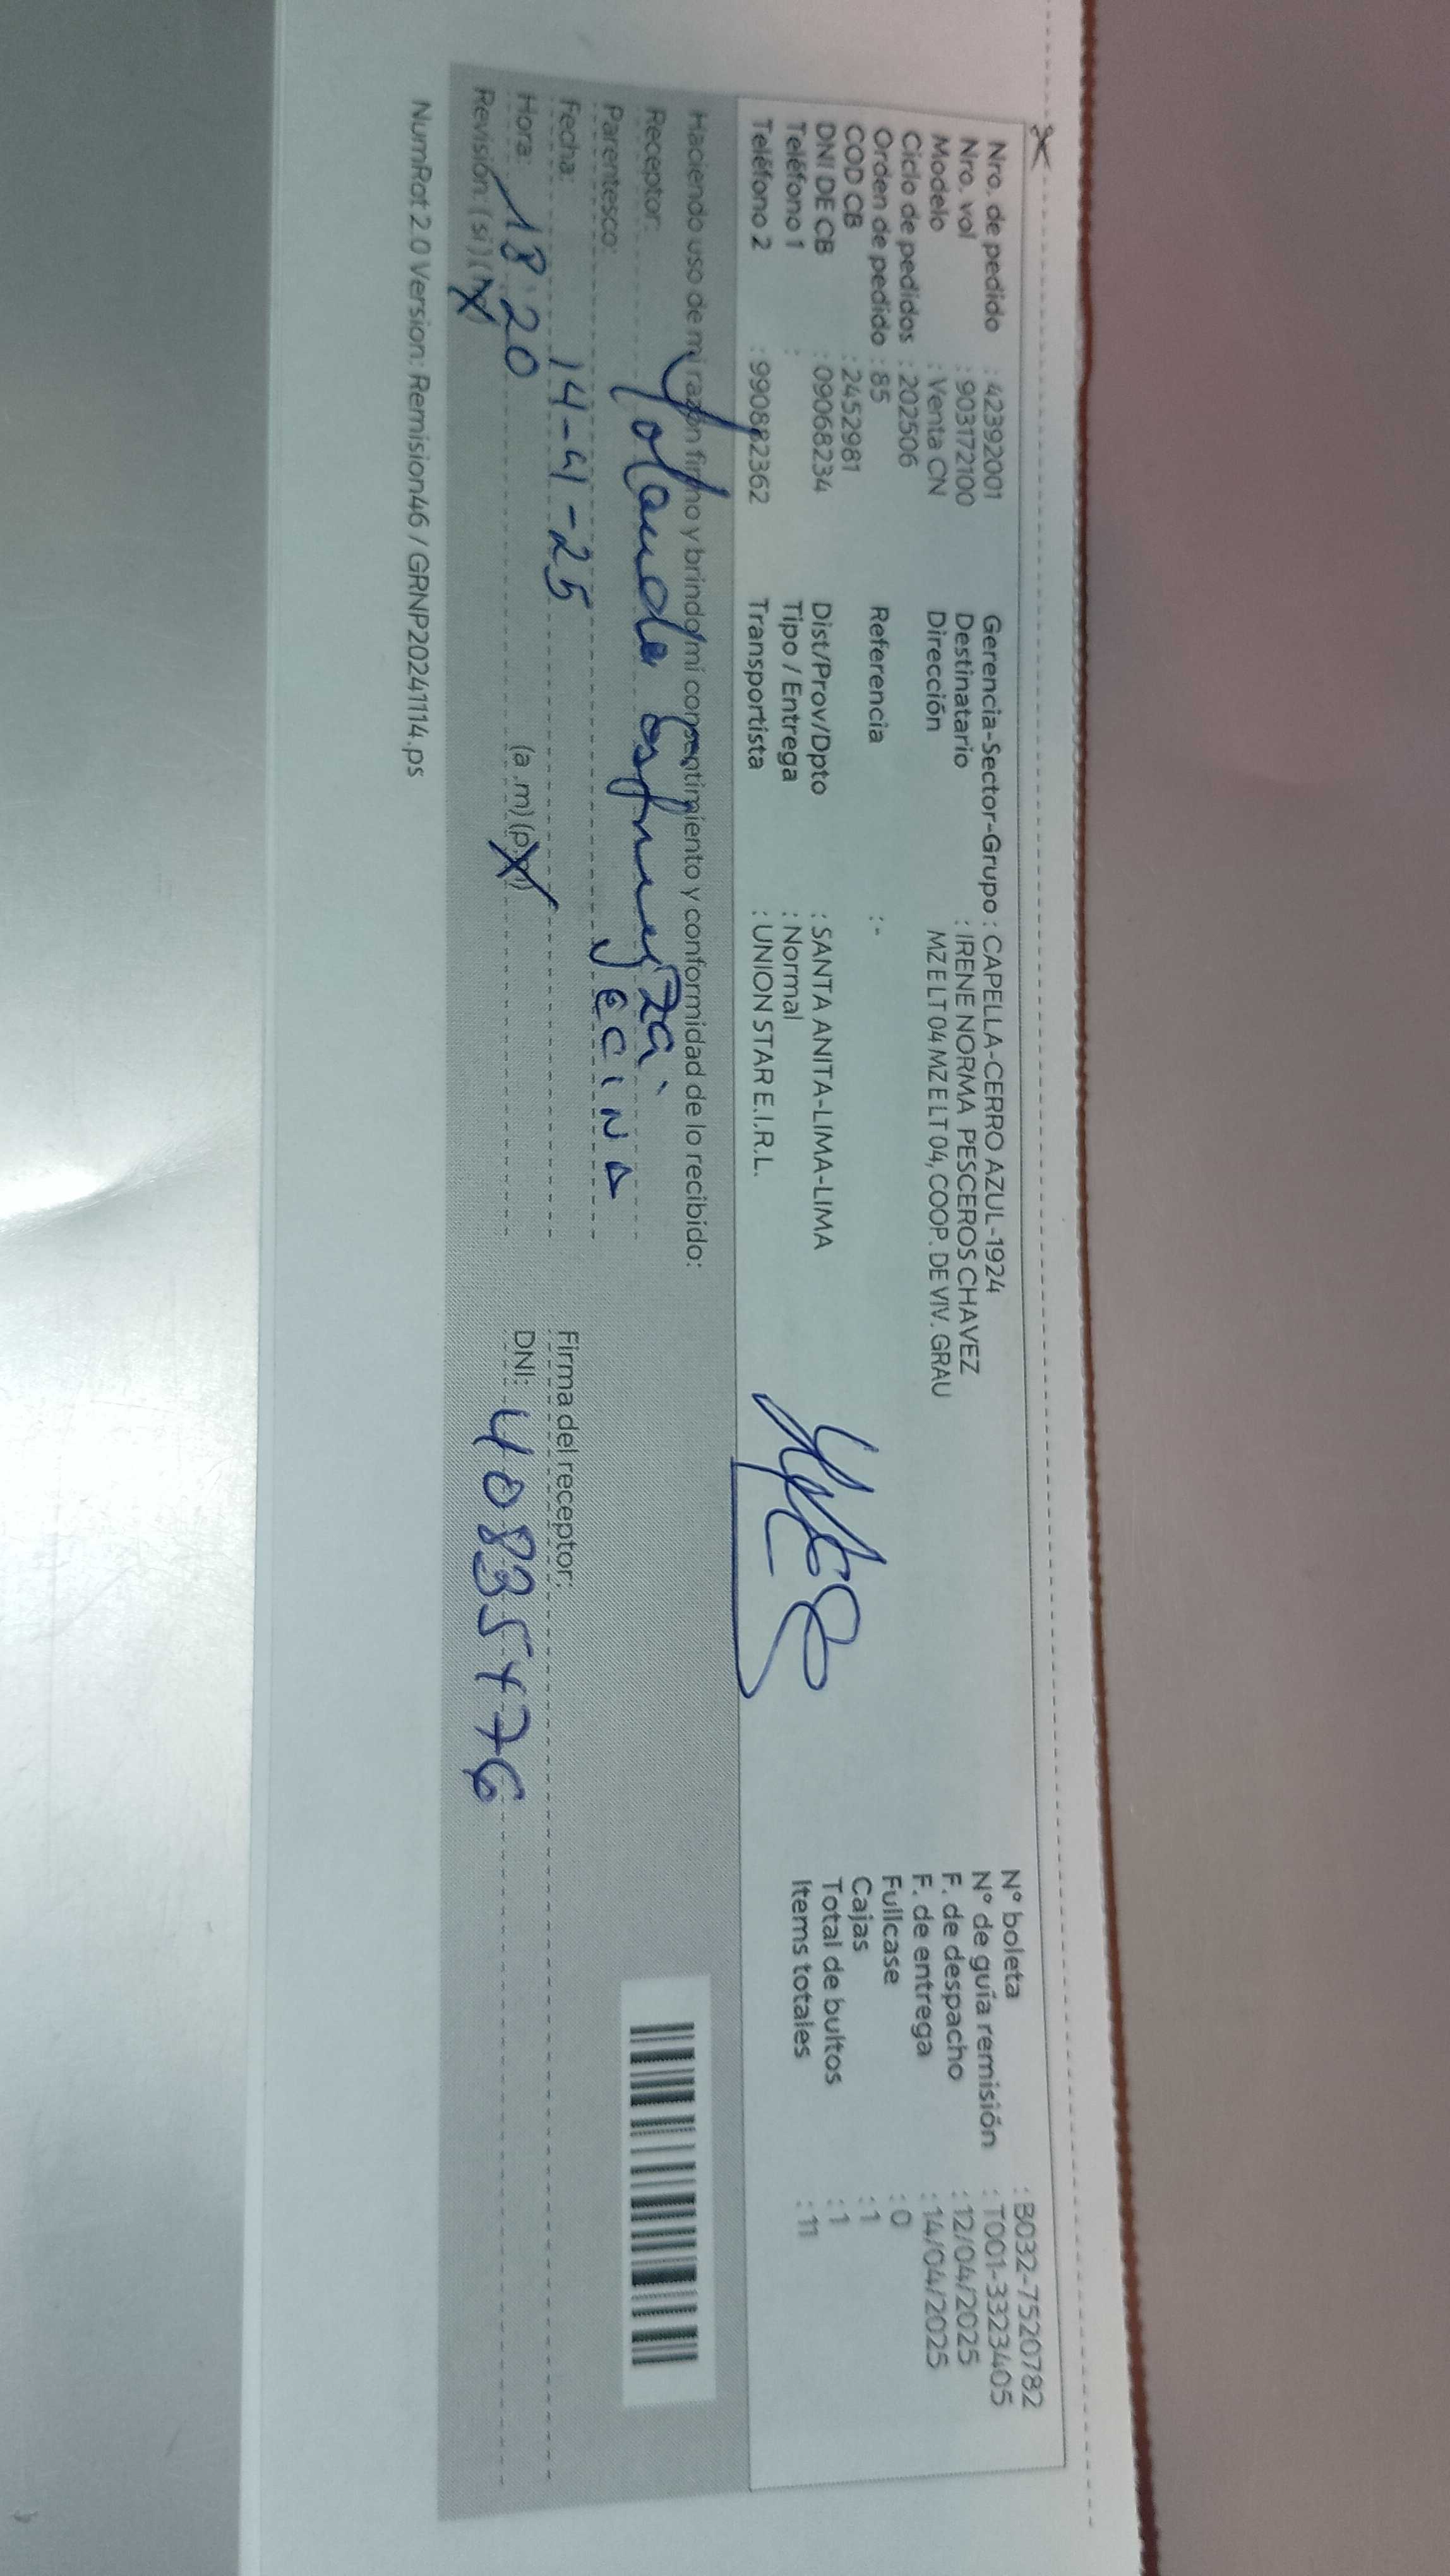 Nro. de pedido : 42392001 Gerencia-Sector-Grupo : CAPELLA-CERRO AZUL-1924 N° boleta : B032-7520782
Nro. vol : 903172100 Destinatario : IRENE NORMA PESCEROS CHAVEZ N° de guía remisión : T001-3323405
Modelo : Venta CN Dirección MZ E LT 04 MZ E LT 04, COOP. DE VIV. GRAU F. de despacho : 12/04/2025
Ciclo de pedidos : 202506 F. de entrega : 14/04/2025
Orden de pedido : 85 Referencia : - Fullcase : 0
COD CB : 2452981 Cajas : 1
DNI DE CB : 09068234 Dist/Prov/Dpto : SANTA ANITA-LIMA-LIMA Total de bultos : 1
Teléfono 1 : Tipo / Entrega : Normal Items totales : 11
Teléfono 2 : 990882362 Transportista : UNION STAR E.I.R.L.
Haciendo uso de mi razón firmo y brindo mi consentimiento y conformidad de lo recibido:
Receptor: Yolanda
Parentesco: VECINA
Fecha: 14-4-25 Firma del receptor:
Hora: 18:20 (a.m) (p.m) DNI:
Revisión: (si) (no)
NumRot 2.0 Version: Remision46 / GRNP20241114.ps